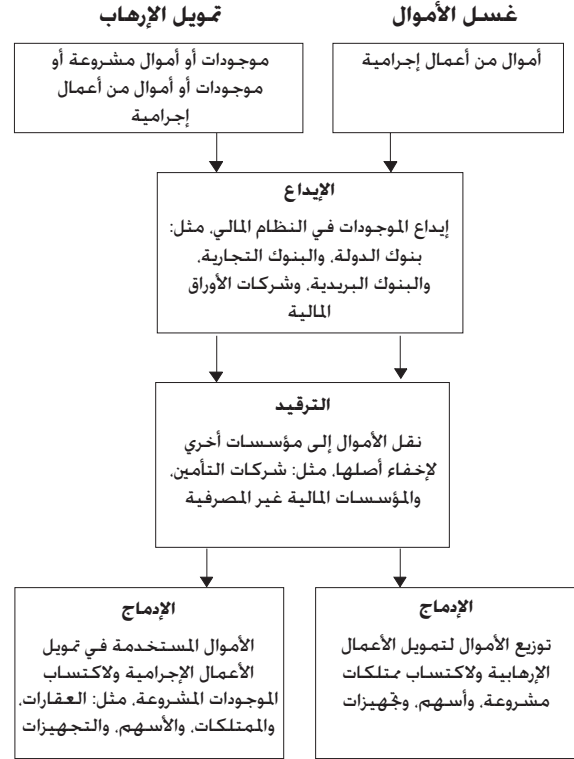 غسل الأموال
تمويل الإرهاب
أموال من أعمال إجرامية
موجودات أو أموال مشروعة أو
موجودات أو أموال من أعمال
إجرامية
الإيداع
إيداع الموجودات في النظام المالي، مثل:
بنوك الدولة، والبنوك التجارية،
والبنوك البريدية، وشركات الأوراق
المالية
الترقيد
نقل الأموال إلى مؤسسات أخري
لإخفاء أصلها، مثل: شركات التأمين،
والمؤسسات المالية غير المصرفية
الإدماج
توزيع الأموال لتمويل الأعمال
الإرهابية ولاكتساب ممتلكات
مشروعة، وأسهم، وتجهيزات
الإدماج
الأموال المستخدمة في تمويل
الأعمال الإجرامية ولاكتساب
الموجودات المشروعة، مثل: العقارات،
والممتلكات، والأسهم، والتجهيزات